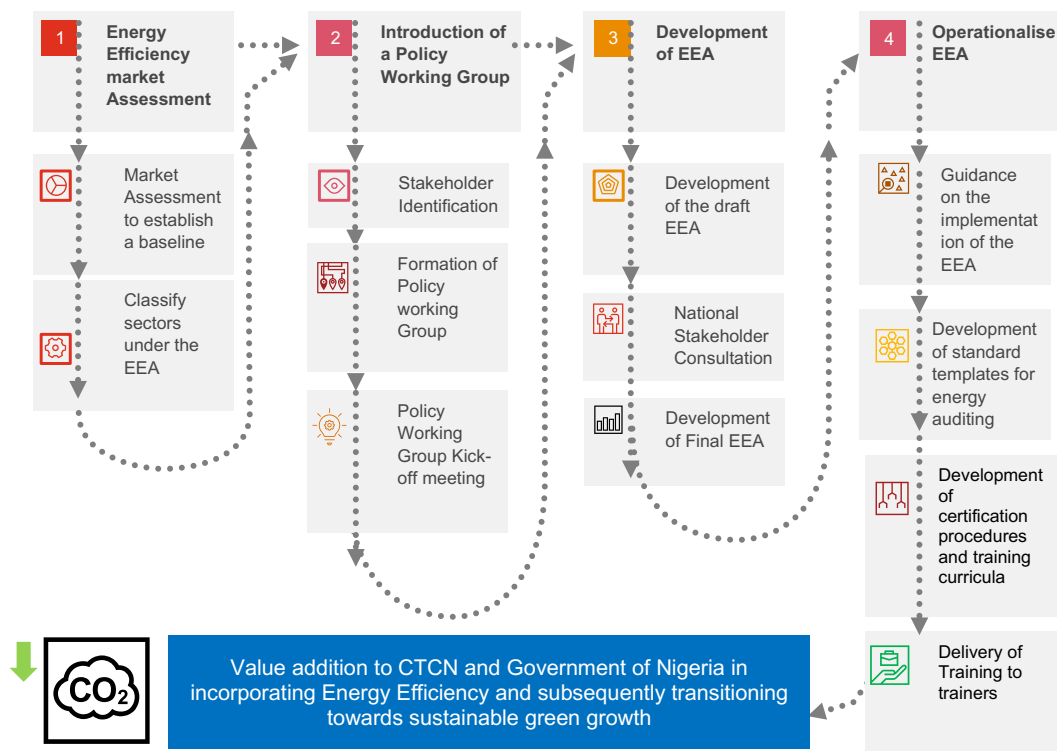 1
Energy
Efficiency
market
Assessment
Market
Assessment
to establish
a baseline
Classify
sectors
under the
EEA
2
Introduction of
a Policy
Working Group
Stakeholder
Identification
Formation of
Policy
working
Group
Policy
Working
Group Kick-
off meeting
3
Development
of EEA
Development
of the draft
EEA
National
Stakeholder
Consultation
Development
of Final EEA
4
Operationalise
EEA
Guidance
on the
implementat
ion of the
EEA
Development
of standard
templates for
energy
auditing
Development
of
certification
procedures
and training
curricula
Delivery of
Training to
trainers
CO2
Value addition to CTCN and Government of Nigeria in
incorporating Energy Efficiency and subsequently transitioning
towards sustainable green growth